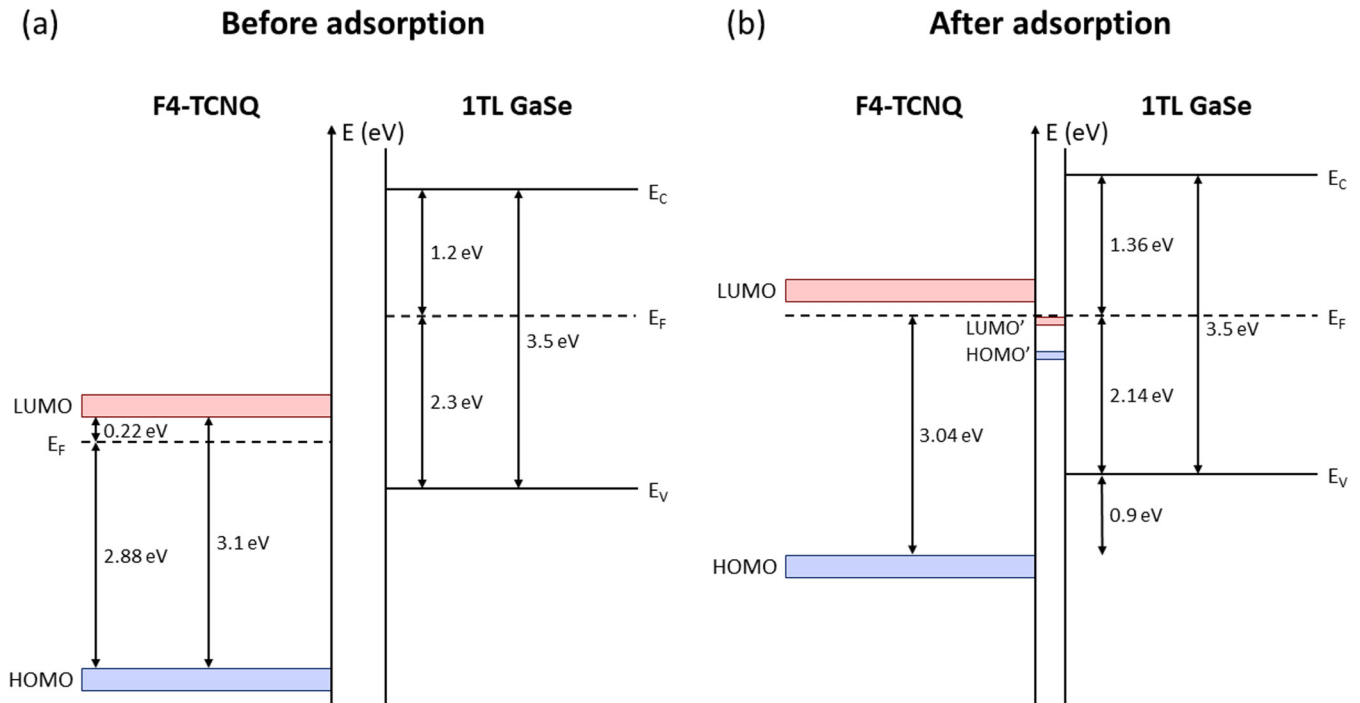 (a) Before adsorption
F4-TCNQ 1TL GaSe
E (eV)
E_C
1.2 eV
E_F
3.5 eV
2.3 eV
LUMO
0.22 eV
E_F
E_V
2.88 eV
3.1 eV
HOMO
(b) After adsorption
F4-TCNQ 1TL GaSe
E (eV)
E_C
1.36 eV
LUMO
E_F
LUMO’
3.5 eV
HOMO’
2.14 eV
3.04 eV
E_V
0.9 eV
HOMO